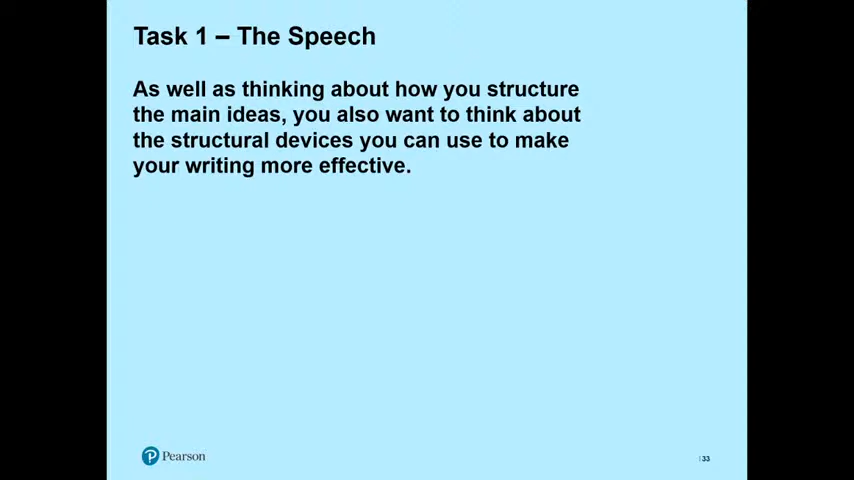 Task 1 – The Speech
As well as thinking about how you structure
the main ideas, you also want to think about
the structural devices you can use to make
your writing more effective.
Pearson
| 33